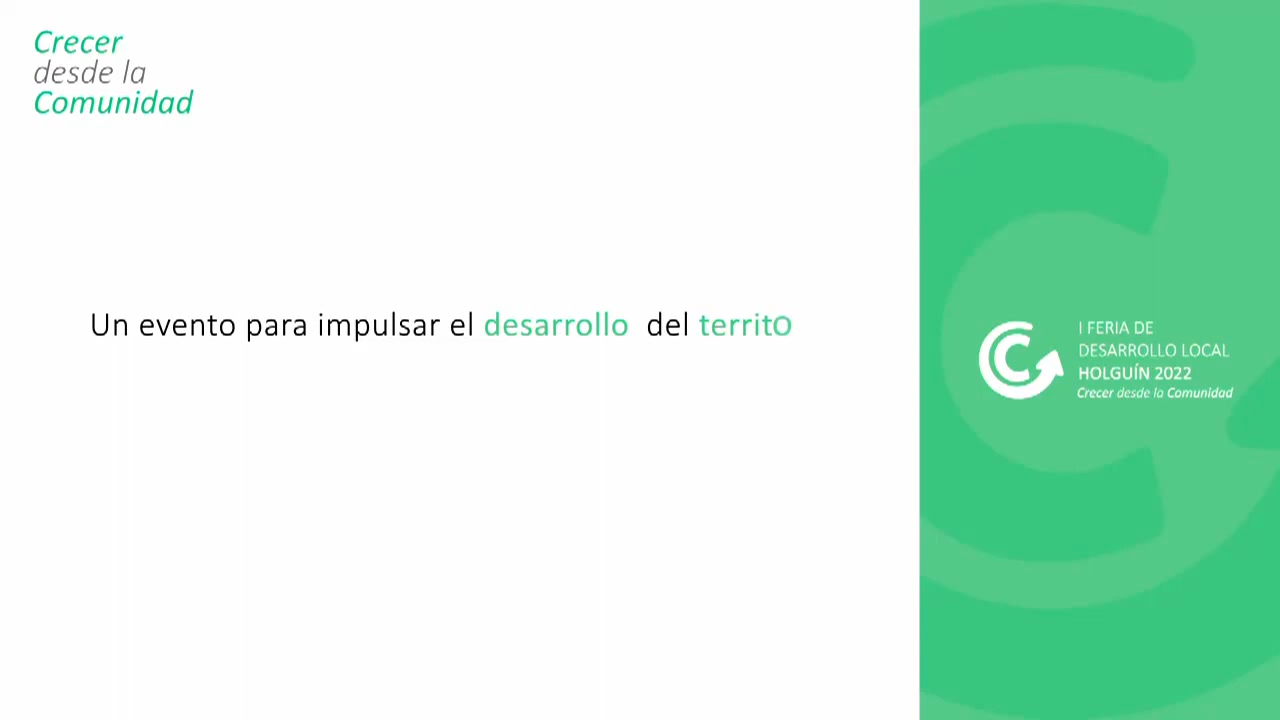 Crecer
desde la
Comunidad
Un evento para impulsar el desarrollo del territo
I FERIA DE
DESARROLLO LOCAL
HOLGUÍN 2022
Crecer desde la Comunidad